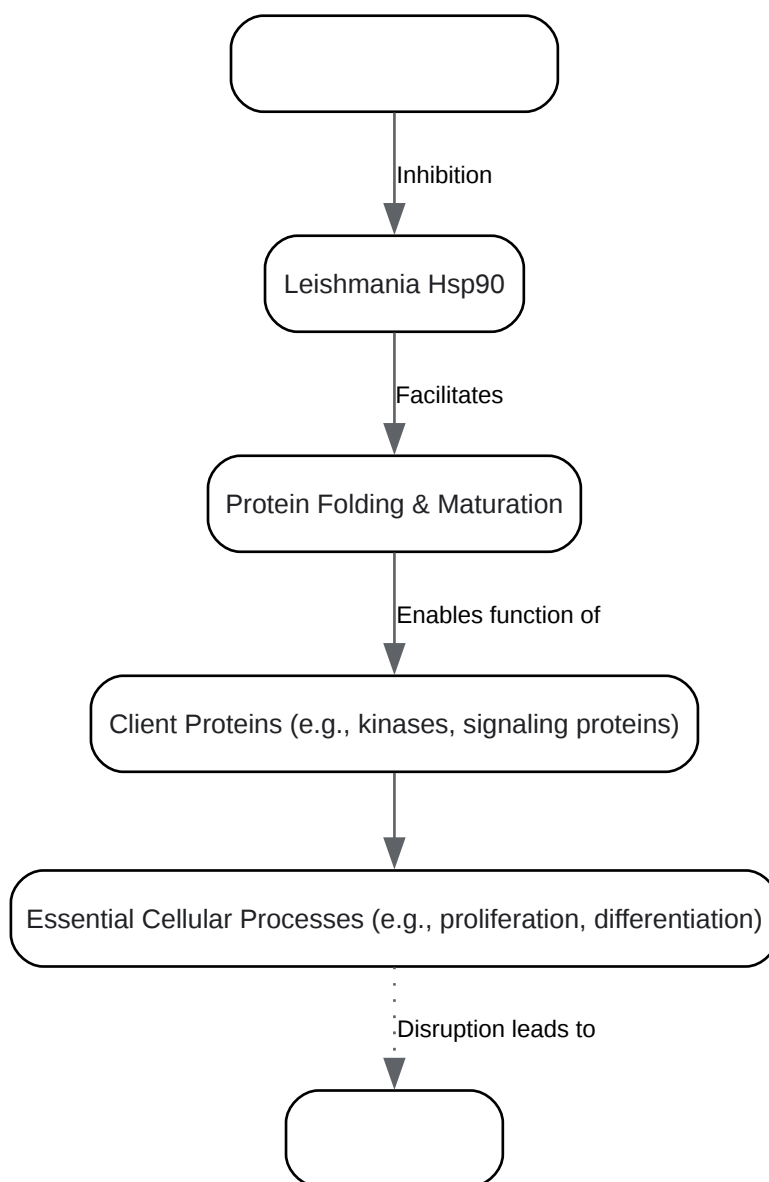 Inhibition
Leishmania Hsp90
Facilitates
Protein Folding & Maturation
Enables function of
Client Proteins (e.g., kinases, signaling proteins)
Essential Cellular Processes (e.g., proliferation, differentiation)
Disruption leads to